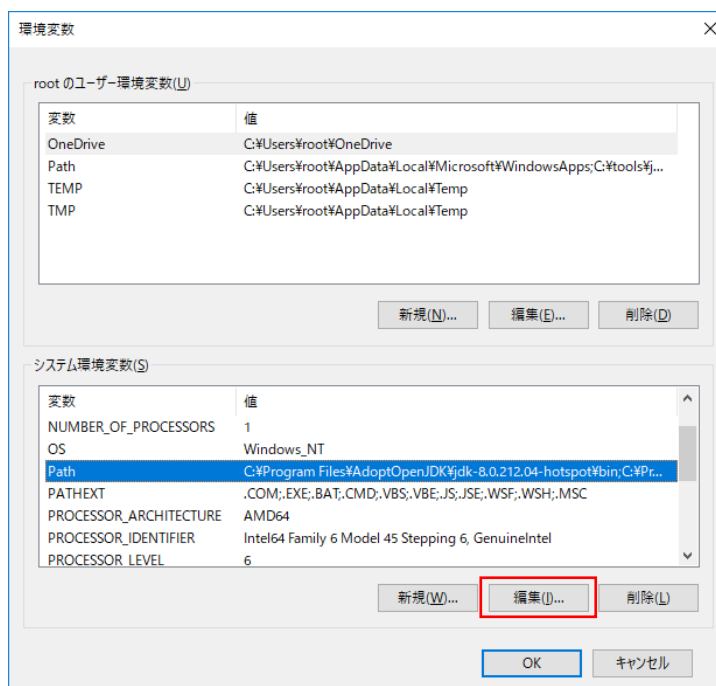 環境変数
root のユーザー環境変数(U)
変数 値
OneDrive C:¥Users¥root¥OneDrive
Path C:¥Users¥root¥AppData¥Local¥Microsoft¥WindowsApps;C:¥tools¥j...
TEMP C:¥Users¥root¥AppData¥Local¥Temp
TMP C:¥Users¥root¥AppData¥Local¥Temp
新規(N)... 編集(E)... 削除(D)
システム環境変数(S)
変数 値
NUMBER_OF_PROCESSORS 1
OS Windows_NT
Path C:¥Program Files¥AdoptOpenJDK¥jdk-8.0.212.04-hotspot¥bin;C:¥Pr...
PATHEXT .COM;.EXE;.BAT;.CMD;.VBS;.VBE;.JS;.JSE;.WSF;.WSH;.MSC
PROCESSOR_ARCHITECTURE AMD64
PROCESSOR_IDENTIFIER Intel64 Family 6 Model 45 Stepping 6, GenuineIntel
PROCESSOR_LEVEL 6
新規(W)... 編集(I)... 削除(L)
OK キャンセル